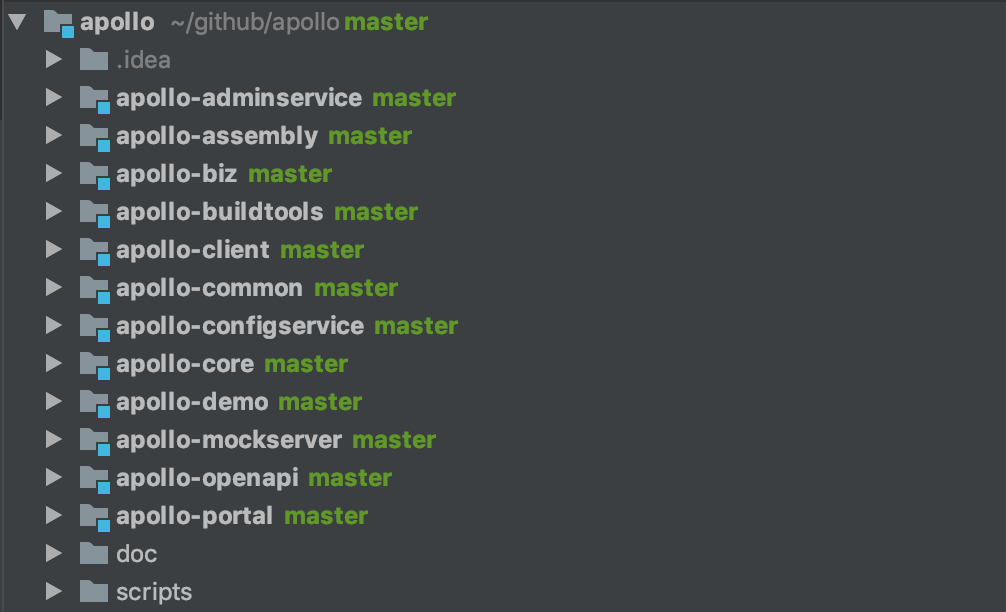 apollo ~/github/apollo master
.idea
apollo-adminservice master
apollo-assembly master
apollo-biz master
apollo-buildtools master
apollo-client master
apollo-common master
apollo-configservice master
apollo-core master
apollo-demo master
apollo-mockserver master
apollo-openapi master
apollo-portal master
doc
scripts